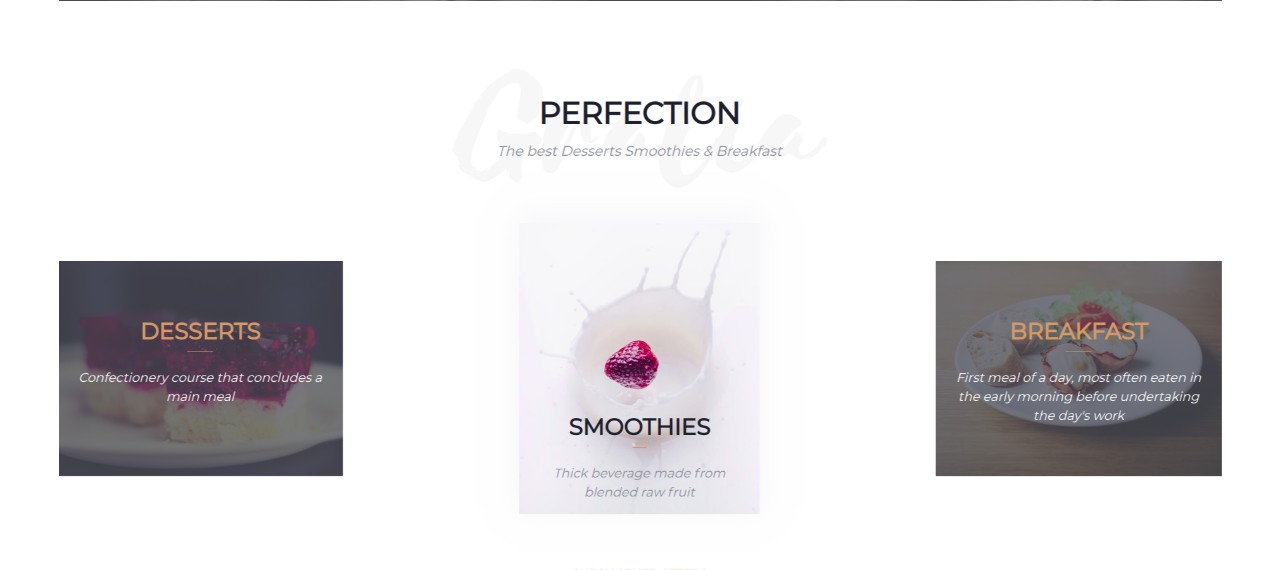 Gratia
PERFECTION
The best Desserts Smoothies & Breakfast
DESSERTS
Confectionery course that concludes a
main meal
SMOOTHIES
Thick beverage made from
blended raw fruit
BREAKFAST
First meal of a day, most often eaten in
the early morning before undertaking
the day's work